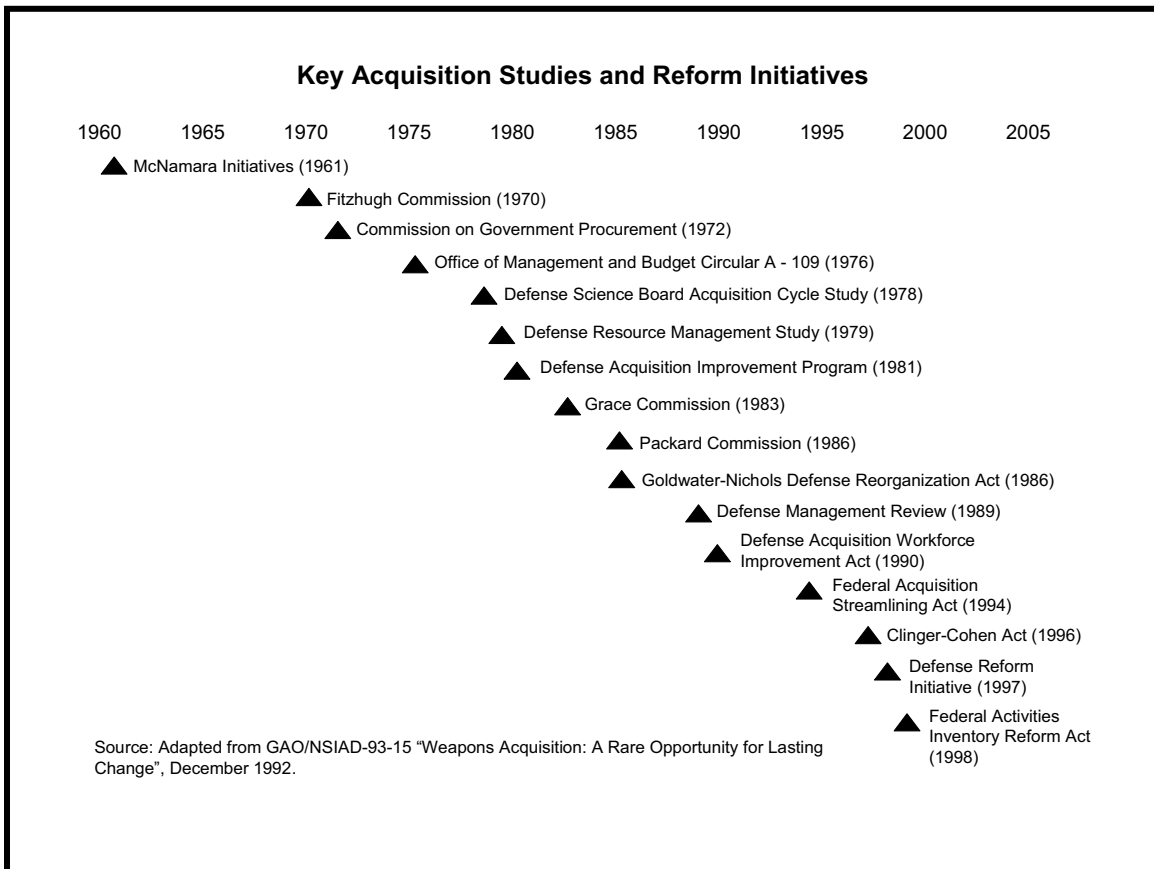 Key Acquisition Studies and Reform Initiatives
1960 1965 1970 1975 1980 1985 1990 1995 2000 2005
McNamara Initiatives (1961)
Fitzhugh Commission (1970)
Commission on Government Procurement (1972)
Office of Management and Budget Circular A - 109 (1976)
Defense Science Board Acquisition Cycle Study (1978)
Defense Resource Management Study (1979)
Defense Acquisition Improvement Program (1981)
Grace Commission (1983)
Packard Commission (1986)
Goldwater-Nichols Defense Reorganization Act (1986)
Defense Management Review (1989)
Defense Acquisition Workforce
Improvement Act (1990)
Federal Acquisition
Streamlining Act (1994)
Clinger-Cohen Act (1996)
Defense Reform
Initiative (1997)
Federal Activities
Inventory Reform Act
(1998)
Source: Adapted from GAO/NSIAD-93-15 “Weapons Acquisition: A Rare Opportunity for Lasting
Change”, December 1992.